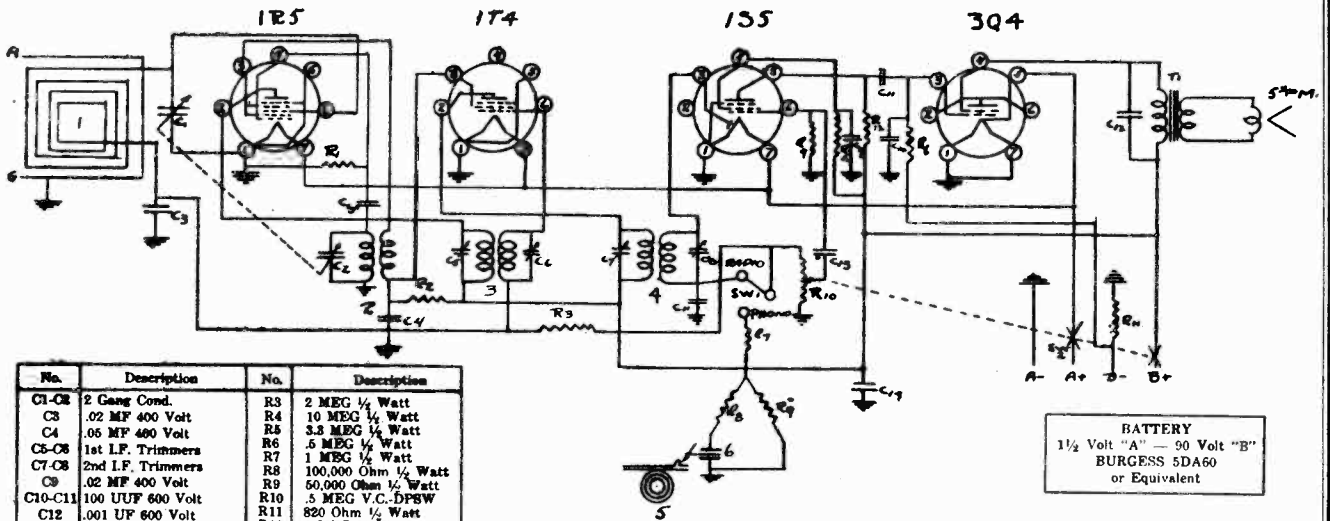 1R5 1T4 1S5 3Q4
A
G
1
C3
C2
R1
R2
C4
3
C6
R3
C7
4
C11
RADIO
SW1
PHONO
R10
C13
R7
R8
R9
6
5
C12
T1
5" P.M.
C14
R11
A- A+ B- B+
No. Description No. Description
C1-C2 2 Gang Cond. R3 2 MEG ½ Watt
C3 .02 MF 400 Volt R4 10 MEG ½ Watt
C4 .05 MF 400 Volt R5 3.3 MEG ½ Watt
C5-C6 1st I.F. Trimmers R6 .5 MEG ½ Watt
C7-C8 2nd I.F. Trimmers R7 1 MEG ½ Watt
C9 .02 MF 400 Volt R8 100,000 Ohm ½ Watt
C10-C11 100 UUF 600 Volt R9 50,000 Ohm ½ Watt
C12 .001 UF 600 Volt R10 .5 MEG V.C.-DPSW
R11 820 Ohm ½ Watt
BATTERY
1½ Volt "A" — 90 Volt "B"
BURGESS 5DA60
or Equivalent